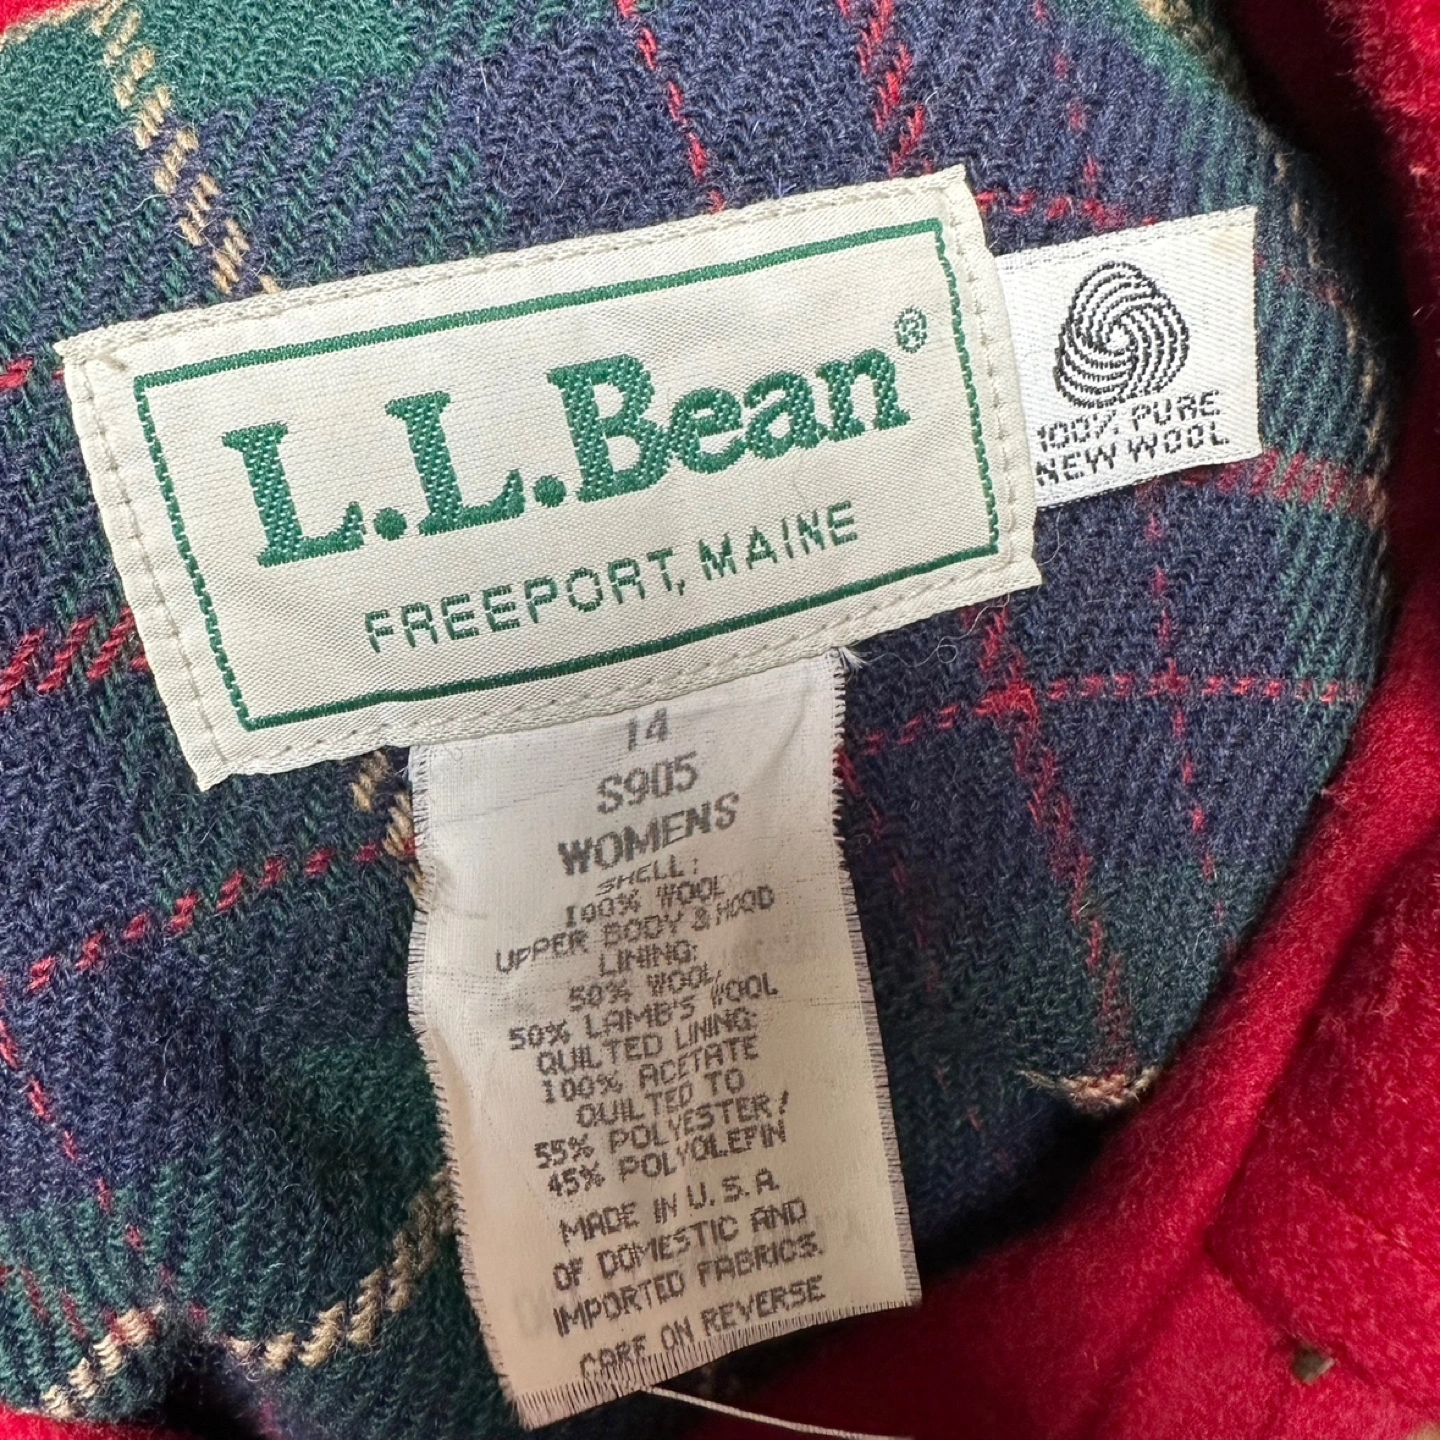 L.L.Bean®
FREEPORT, MAINE
100% PURE
NEW WOOL
14
S905
WOMENS
SHELL:
100% WOOL
UPPER BODY & HOOD
LINING:
50% WOOL/
50% LAMB'S WOOL
QUILTED LINING:
100% ACETATE
QUILTED TO
55% POLYESTER/
45% POLYOLEFIN
MADE IN U.S.A.
OF DOMESTIC AND
IMPORTED FABRICS.
CARE ON REVERSE